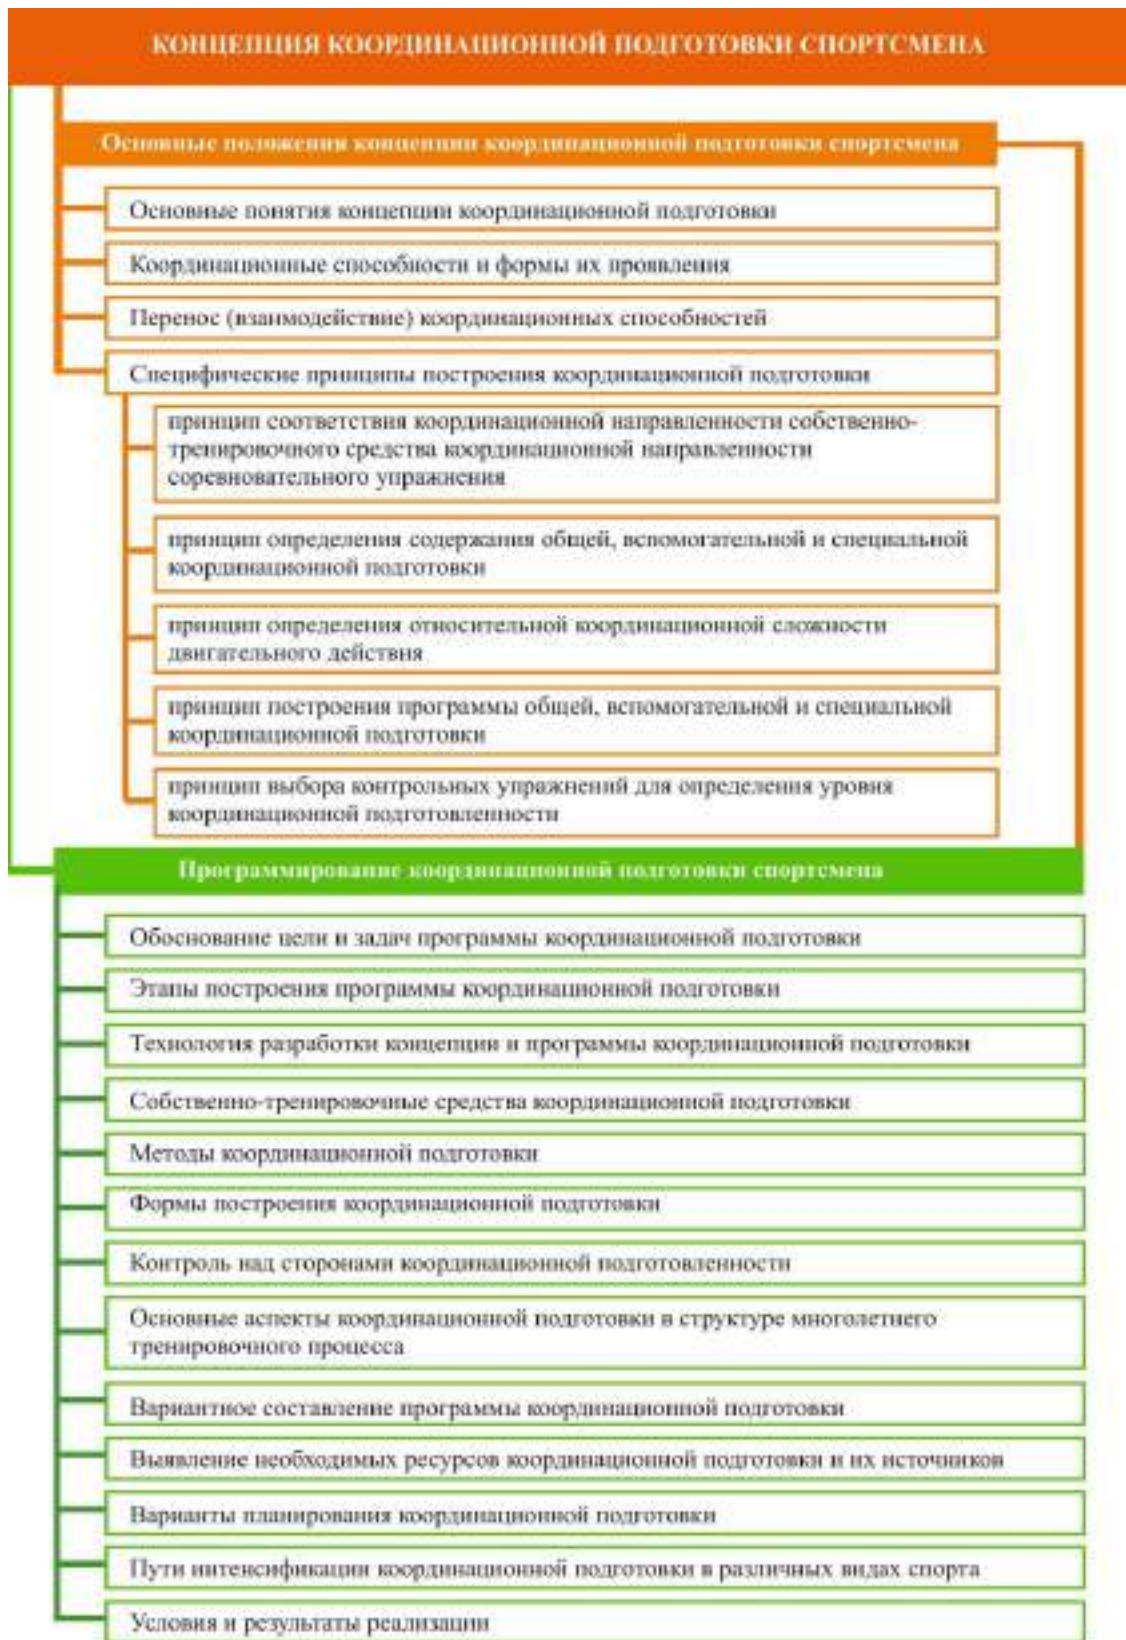 КОНЦЕПЦИЯ КООРДИНАЦИОННОЙ ПОДГОТОВКИ СПОРТСМЕНА
Основные положения концепции координационной подготовки спортсмена
Основные понятия концепции координационной подготовки
Координационные способности и формы их проявления
Перенос (взаимодействие) координационных способностей
Специфические принципы построения координационной подготовки
принцип соответствия координационной направленности собственно-
тренировочного средства координационной направленности
соревновательного упражнения
принцип определения содержания общей, вспомогательной и специальной
координационной подготовки
принцип определения относительной координационной сложности
двигательного действия
принцип построения программы общей, вспомогательной и специальной
координационной подготовки
принцип выбора контрольных упражнений для определения уровня
координационной подготовленности
Программирование координационной подготовки спортсмена
Обоснование цели и задач программы координационной подготовки
Этапы построения программы координационной подготовки
Технология разработки концепции и программы координационной подготовки
Собственно-тренировочные средства координационной подготовки
Методы координационной подготовки
Формы построения координационной подготовки
Контроль над сторонами координационной подготовленности
Основные аспекты координационной подготовки в структуре многолетнего
тренировочного процесса
Вариантное составление программы координационной подготовки
Выявление необходимых ресурсов координационной подготовки и их источников
Варианты планирования координационной подготовки
Пути интенсификации координационной подготовки в различных видах спорта
Условия и результаты реализации